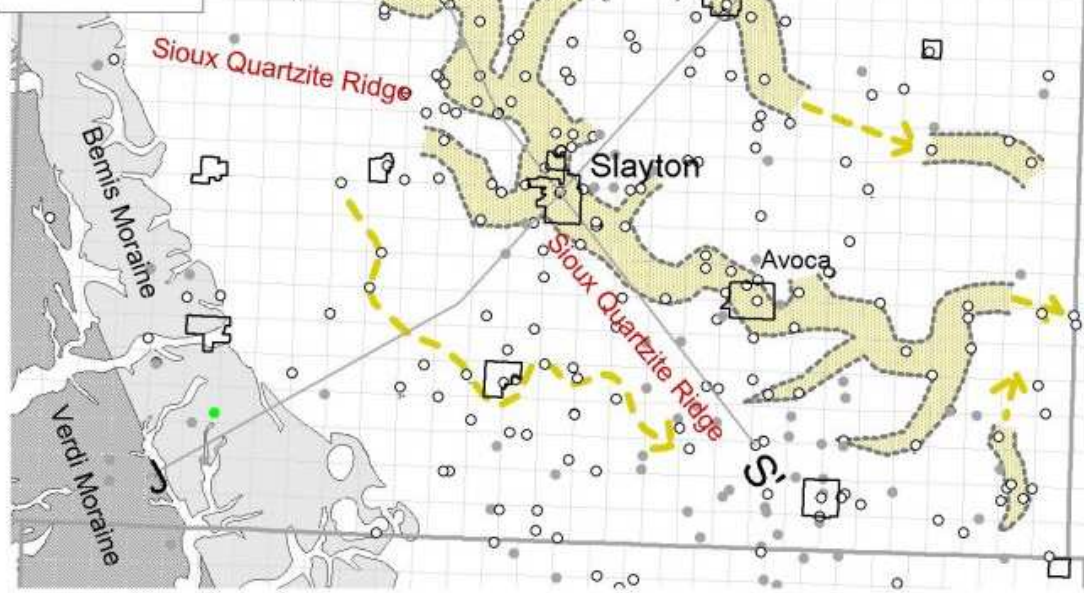 Sioux Quartzite Ridge
Bemis Moraine
Slayton
Sioux Quartzite Ridge
Avoca
Verdi Moraine
S'